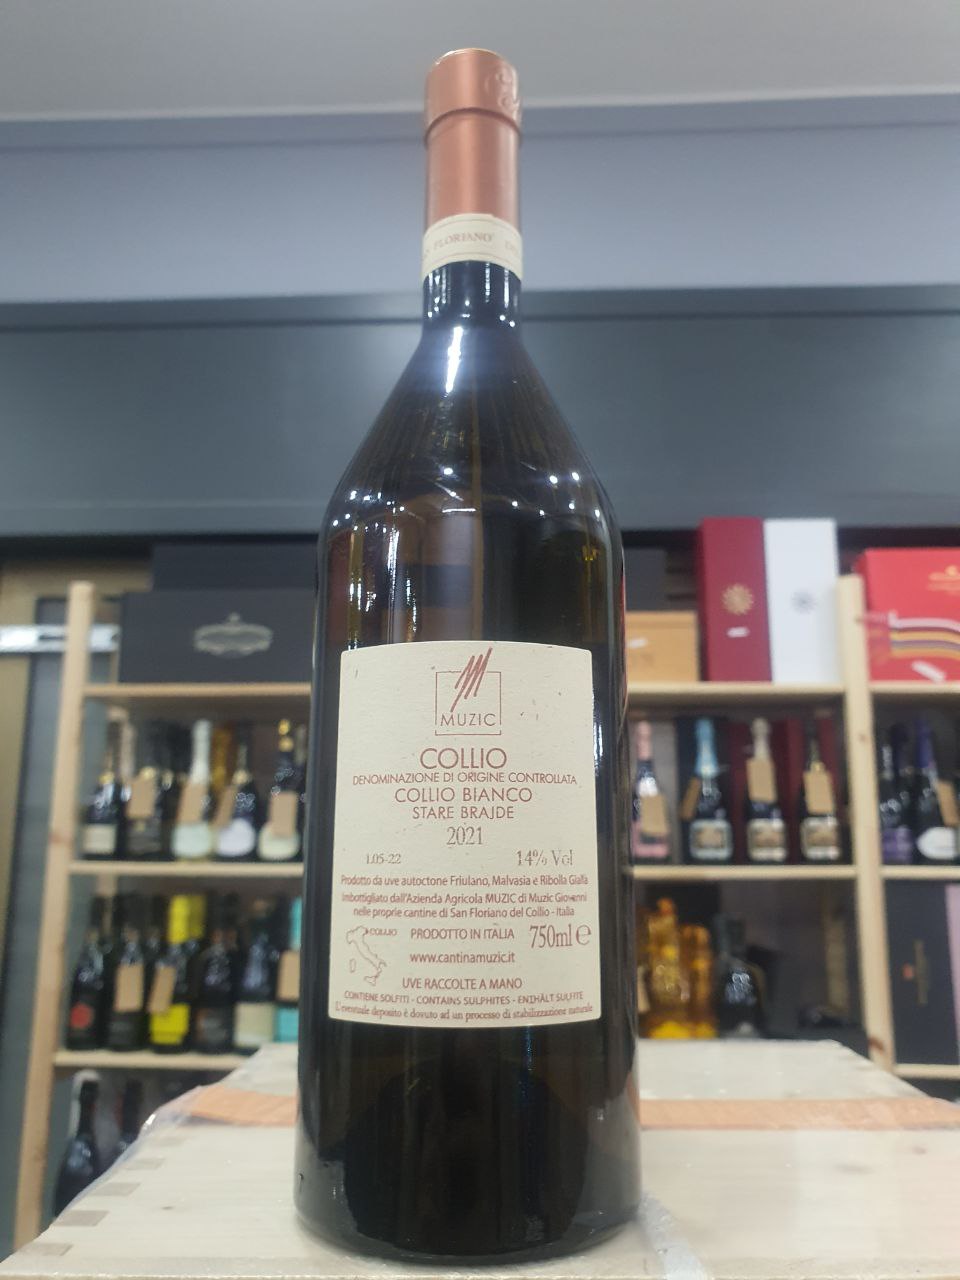 FLORIANO
MUZIC
COLLIO
DENOMINAZIONE DI ORIGINE CONTROLLATA
COLLIO BIANCO
STARE BRAJDE
2021
L05-22 14% Vol
Prodotto da uve autoctone Friulano, Malvasia e Ribolla Gialla
Imbottigliato dall'Azienda Agricola MUZIC di Muzic Giovanni
nelle proprie cantine di San Floriano del Collio - Italia
COLLIO PRODOTTO IN ITALIA 750ml e
www.cantinamuzic.it
UVE RACCOLTE A MANO
CONTIENE SOLFITI - CONTAINS SULPHITES - ENTHÄLT SULFITE
L'eventuale deposito è dovuto ad un processo di stabilizzazione naturale